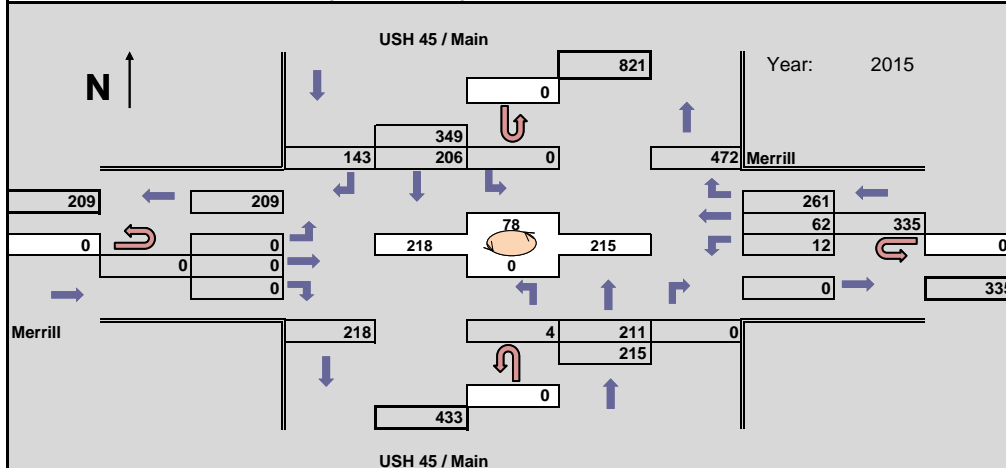 USH 45 / Main
821
Year: 2015
N
0
349
143 206 0 472 Merrill
209 209 261
78 62 335
0 0 218 215 12 0
0 0 0
0 0 335
Merrill 218 4 211 0
215
0
433
USH 45 / Main